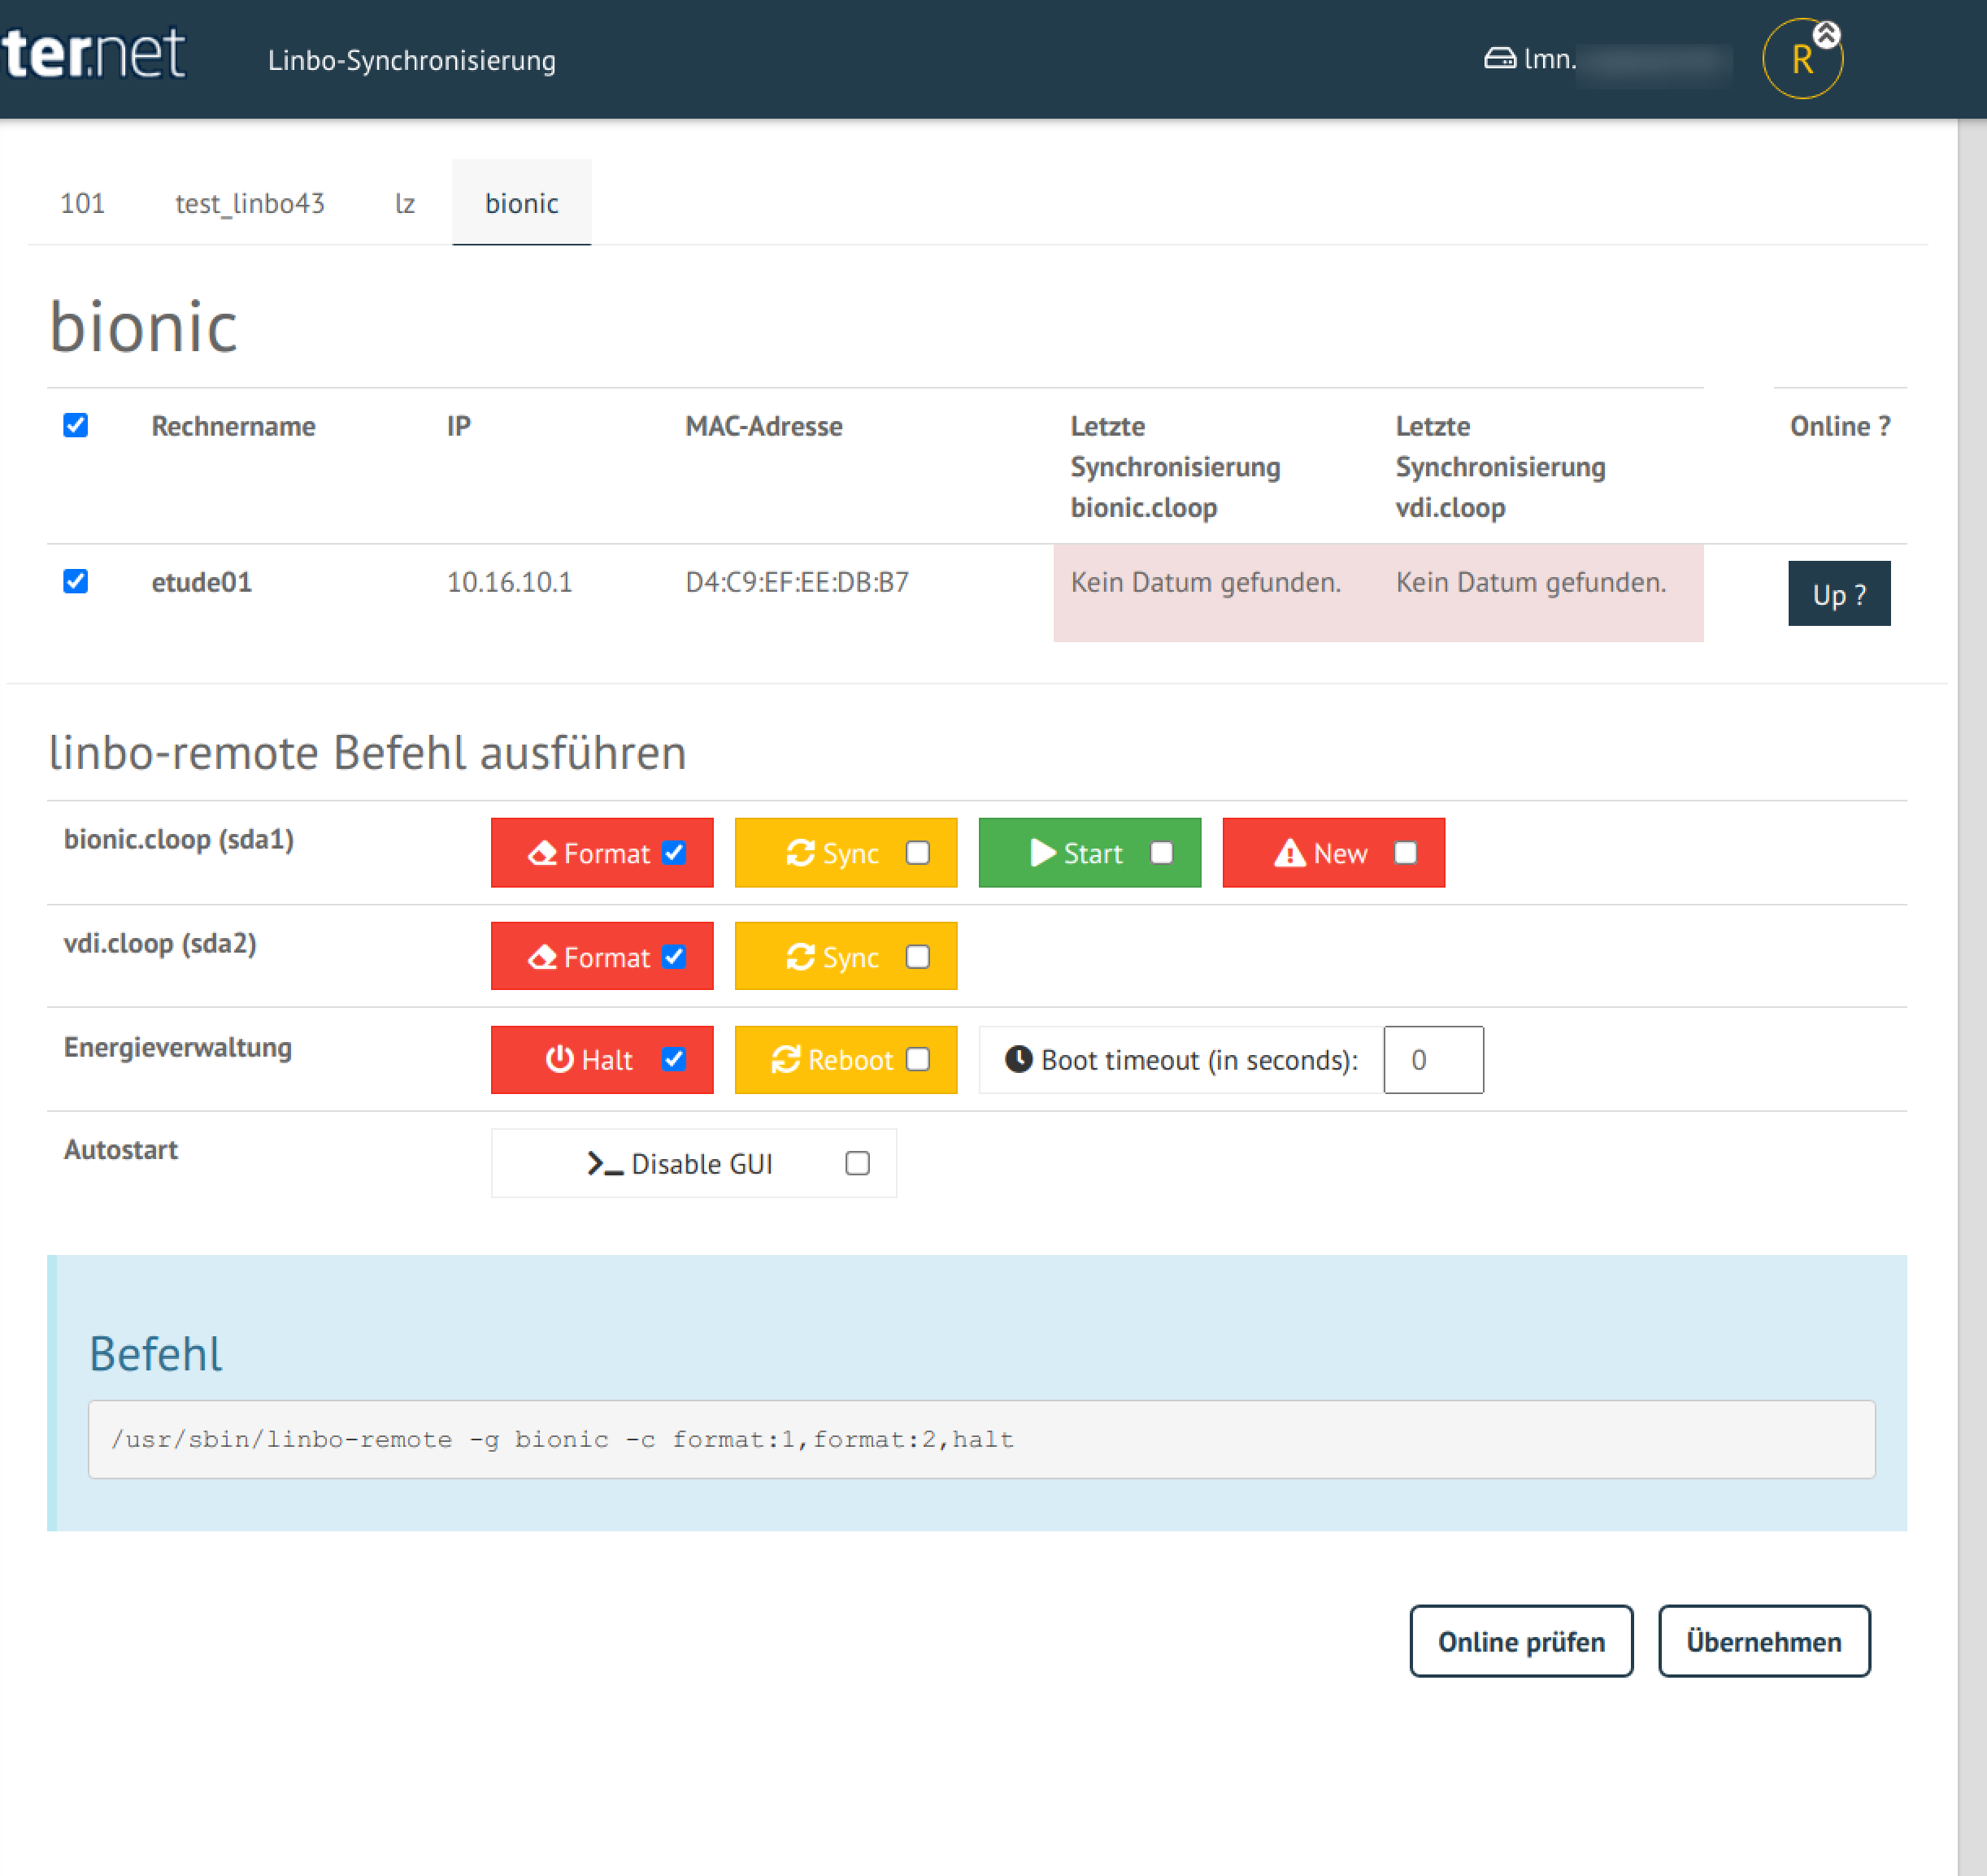 ter.net
Linbo-Synchronisierung
lmn.
R
101
test_linbo43
lz
bionic
bionic
Rechnername
IP
MAC-Adresse
Letzte
Synchronisierung
bionic.cloop
Letzte
Synchronisierung
vdi.cloop
Online ?
etude01
10.16.10.1
D4:C9:EF:EE:DB:B7
Kein Datum gefunden.
Kein Datum gefunden.
Up ?
linbo-remote Befehl ausführen
bionic.cloop (sda1)
Format
Sync
Start
New
vdi.cloop (sda2)
Format
Sync
Energieverwaltung
Halt
Reboot
Boot timeout (in seconds):
0
Autostart
Disable GUI
Befehl
/usr/sbin/linbo-remote -g bionic -c format:1,format:2,halt
Online prüfen
Übernehmen